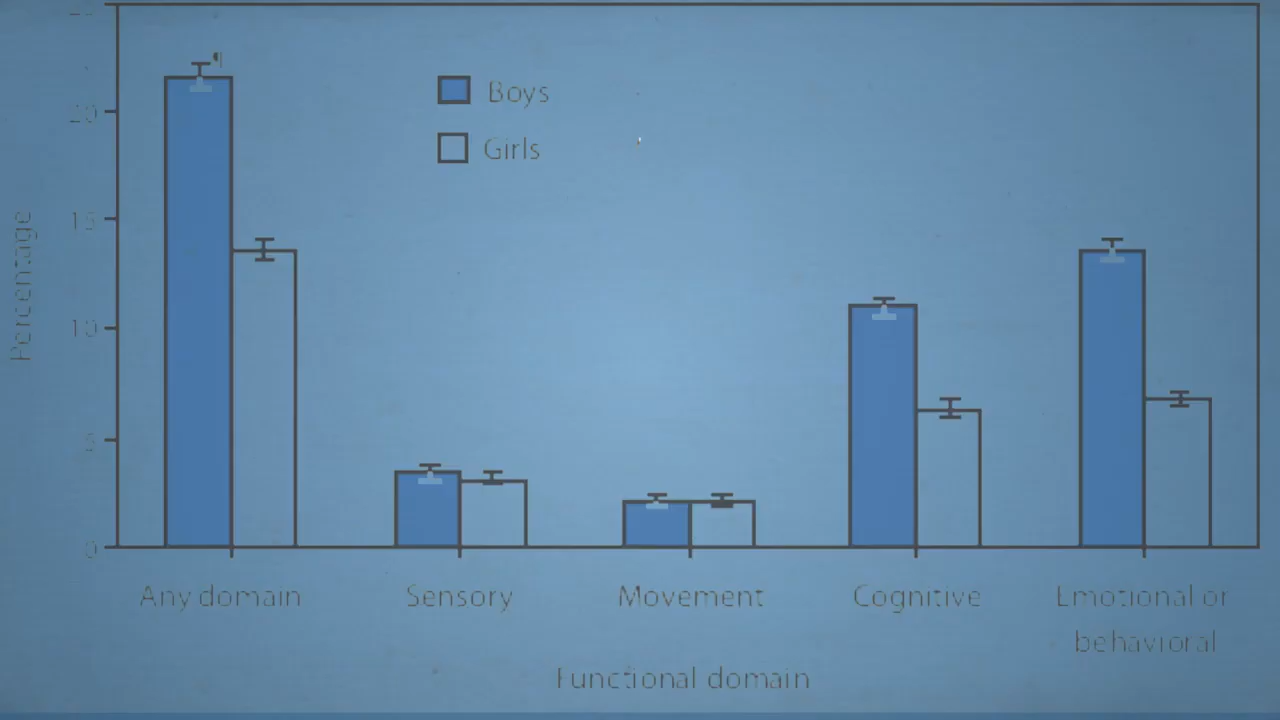 ¶
Boys
Girls
20
15
10
5
0
Percentage
Any domain
Sensory
Movement
Cognitive
Emotional or
behavioral
Functional domain